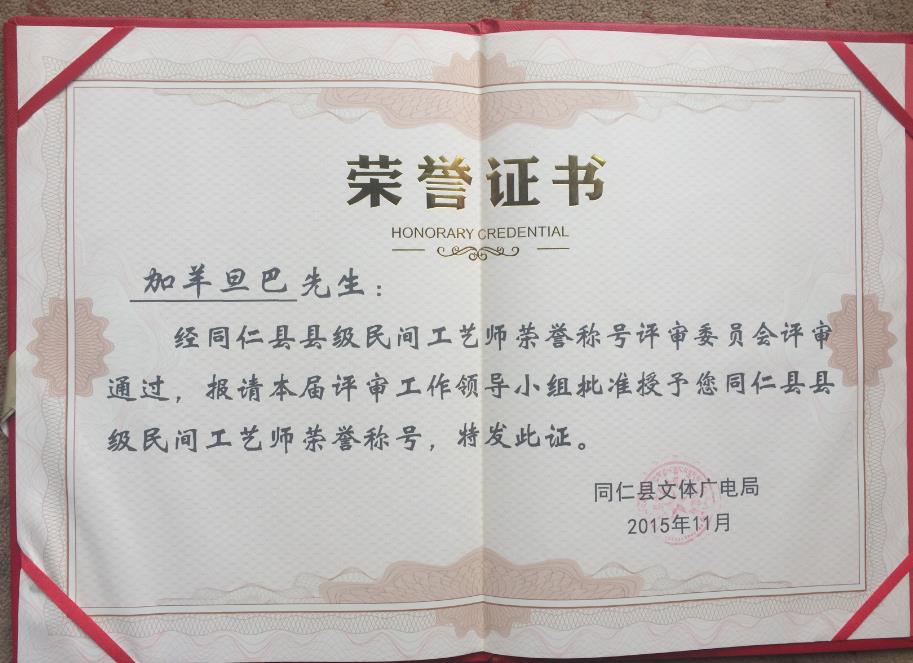 荣誉证书
HONORARY CREDENTIAL
加羊旦巴先生：
经同仁县县级民间工艺师荣誉称号评审委员会评审
通过，报请本届评审工作领导小组批准授予您同仁县县
级民间工艺师荣誉称号，特发此证。
同仁县文体广电局
2015年11月